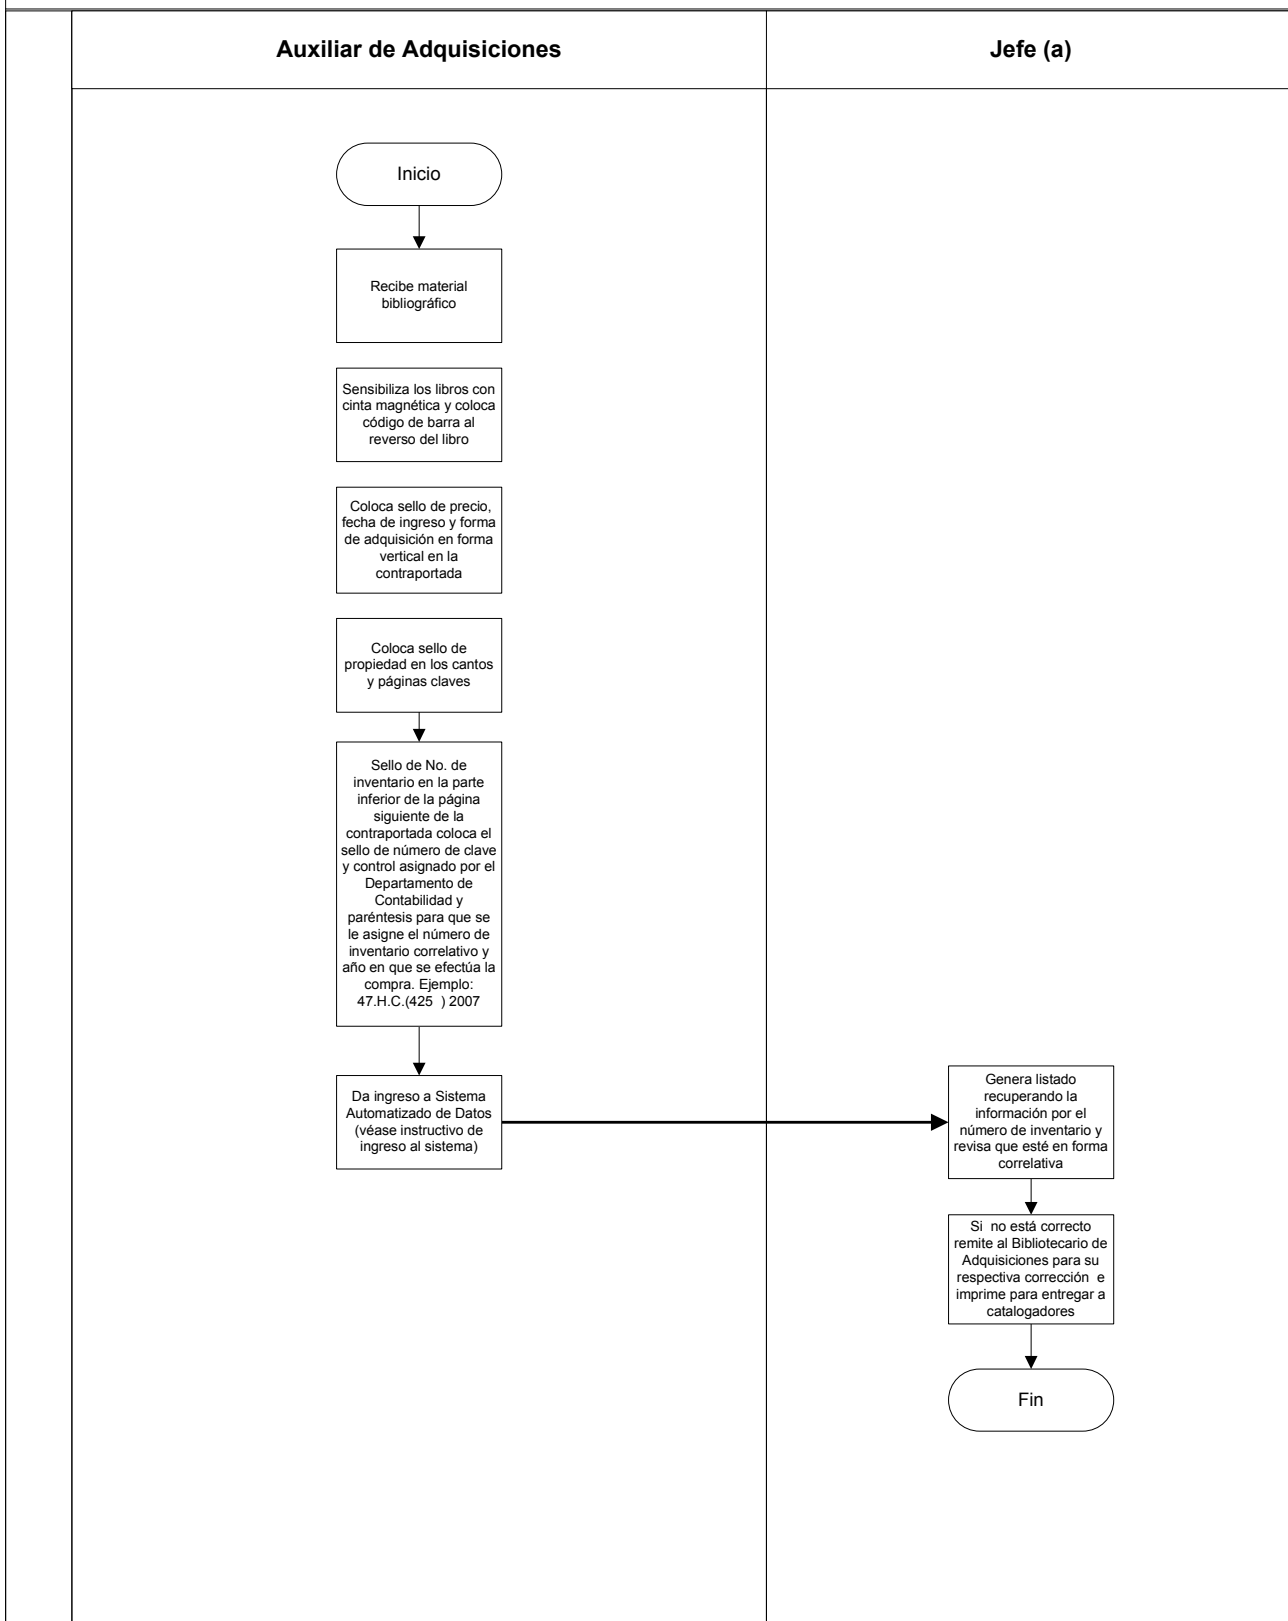 Auxiliar de Adquisiciones
Jefe (a)
Inicio
Recibe material
bibliográfico
Sensibiliza los libros con
cinta magnética y coloca
código de barra al
reverso del libro
Coloca sello de precio,
fecha de ingreso y forma
de adquisición en forma
vertical en la
contraportada
Coloca sello de
propiedad en los cantos
y páginas claves
Sello de No. de
inventario en la parte
inferior de la página
siguiente de la
contraportada coloca el
sello de número de clave
y control asignado por el
Departamento de
Contabilidad y
paréntesis para que se
le asigne el número de
inventario correlativo y
año en que se efectúa la
compra. Ejemplo:
47.H.C.(425  ) 2007
Da ingreso a Sistema
Automatizado de Datos
(véase instructivo de
ingreso al sistema)
Genera listado
recuperando la
información por el
número de inventario y
revisa que esté en forma
correlativa
Si  no está correcto
remite al Bibliotecario de
Adquisiciones para su
respectiva corrección  e
imprime para entregar a
catalogadores
Fin